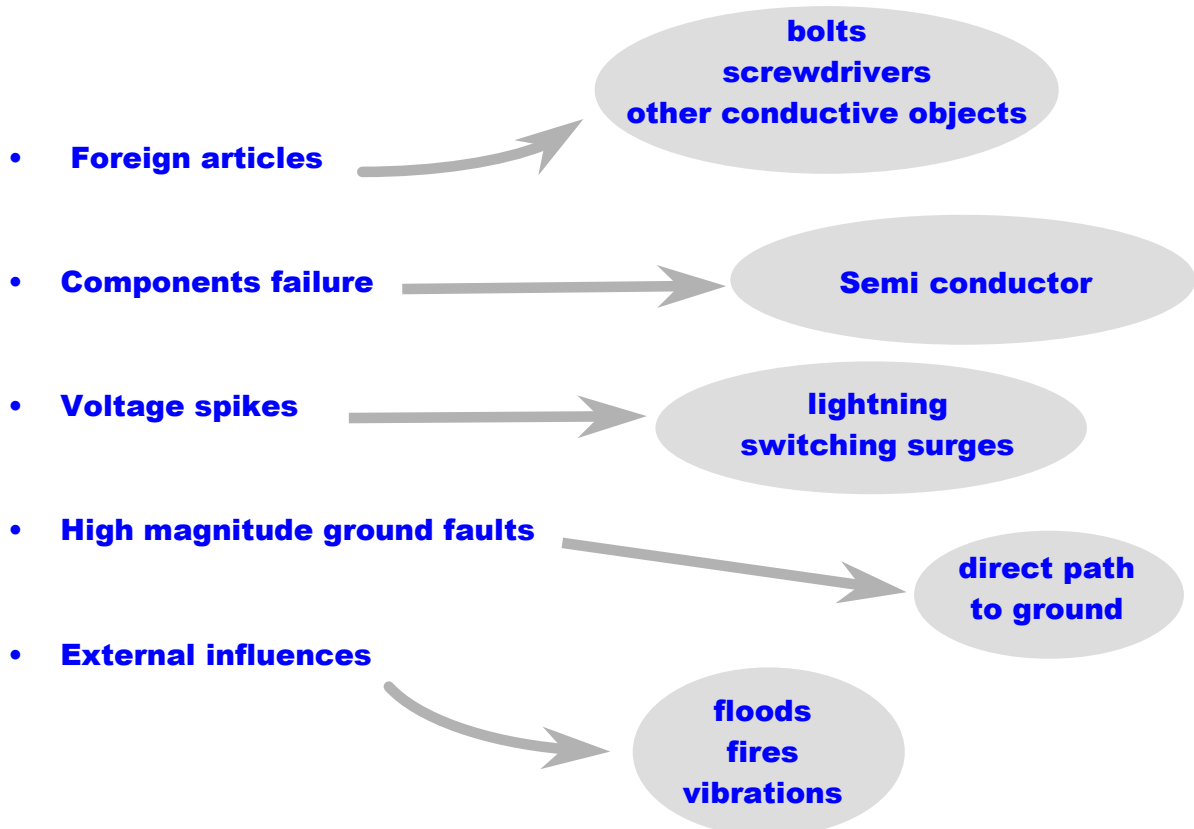 bolts
screwdrivers
other conductive objects
• Foreign articles
• Components failure
Semi conductor
• Voltage spikes
lightning
switching surges
• High magnitude ground faults
direct path
to ground
• External influences
floods
fires
vibrations